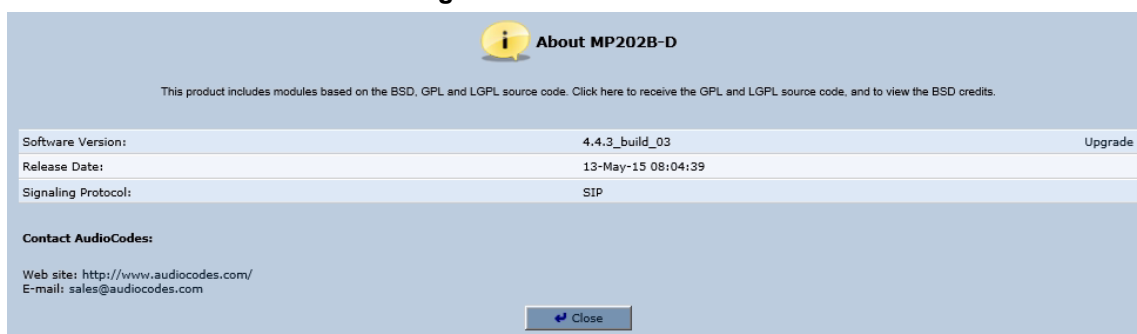 About MP202B-D
This product includes modules based on the BSD, GPL and LGPL source code. Click here to receive the GPL and LGPL source code, and to view the BSD credits.
Software Version: 4.4.3_build_03 Upgrade
Release Date: 13-May-15 08:04:39
Signaling Protocol: SIP
Contact AudioCodes:
Web site: http://www.audiocodes.com/
E-mail: sales@audiocodes.com
Close